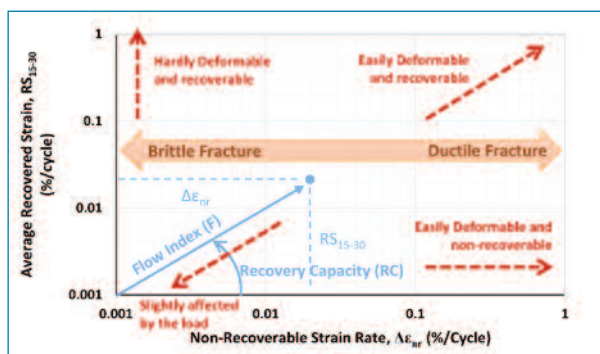 Average Recovered Strain, RS15-30
(%/cycle)
1
0.1
0.01
0.001
Hardly Deformable
and recoverable
Easily Deformable
and recoverable
Brittle Fracture
Ductile Fracture
Δεnr
Flow Index (F)
RS15-30
Recovery Capacity (RC)
Easily Deformable and
non-recoverable
Slightly affected
by the load
0.001
0.01
0.1
1
Non-Recoverable Strain Rate, Δεnr (%/Cycle)